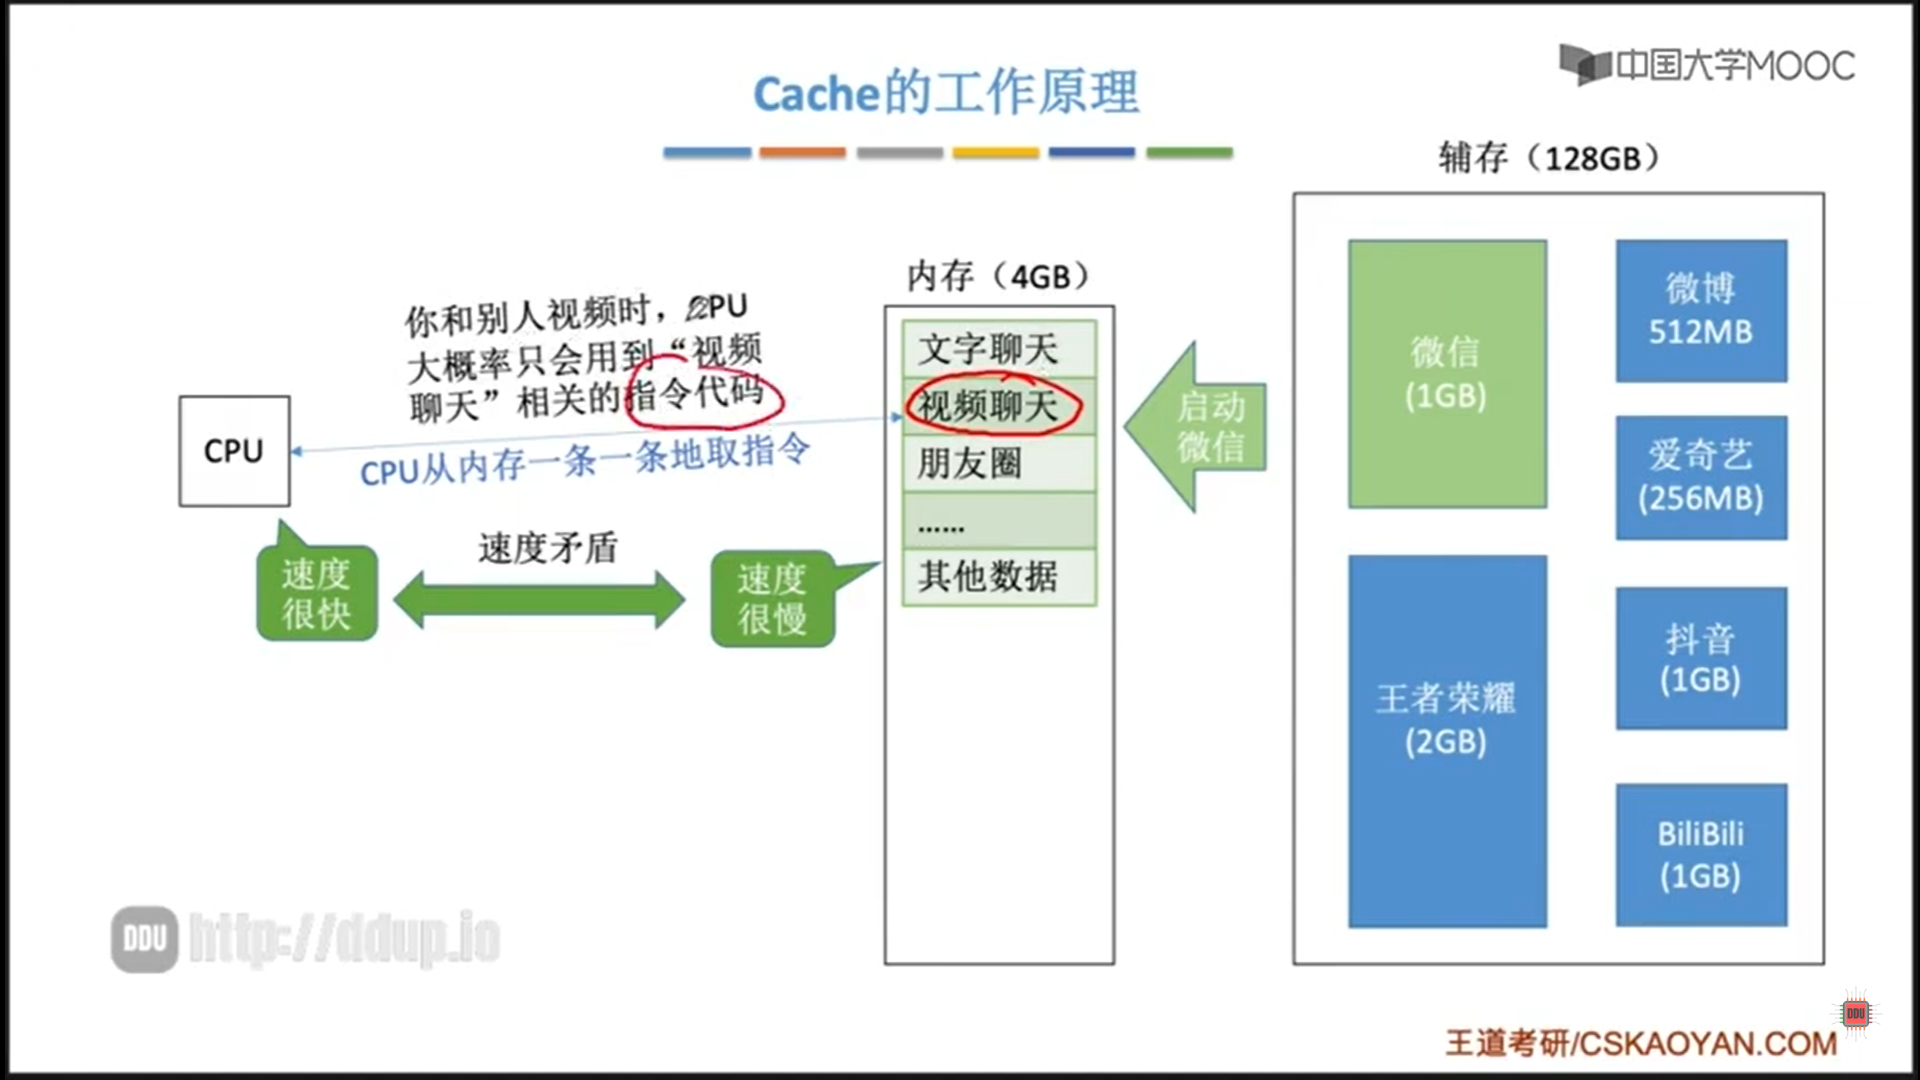 Cache的工作原理
中国大学MOOC
辅存（128GB）
内存（4GB）
你和别人视频时，CPU
大概率只会用到“视频
聊天”相关的指令代码
CPU
CPU从内存一条一条地取指令
速度
很快
速度矛盾
速度
很慢
文字聊天
视频聊天
朋友圈
……
其他数据
启动
微信
微信
(1GB)
微博
512MB
爱奇艺
(256MB)
王者荣耀
(2GB)
抖音
(1GB)
BiliBili
(1GB)
DDU http://ddup.io
DDU
王道考研/CSKAOYAN.COM